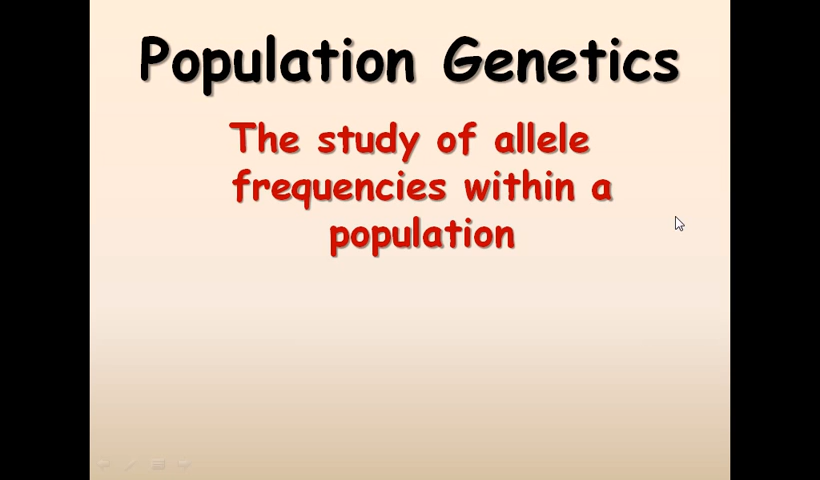 Population Genetics
The study of allele
frequencies within a
population